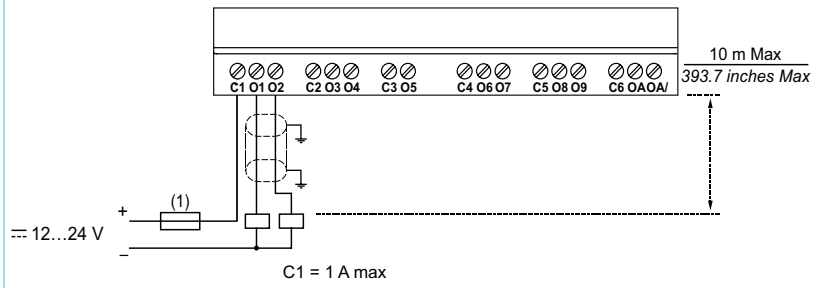 10 m Max
393.7 inches Max
C1 O1 O2 C2 O3 O4 C3 O5 C4 O6 O7 C5 O8 O9 C6 OA OA/
(1)
+
⎓ 12...24 V
–
C1 = 1 A max